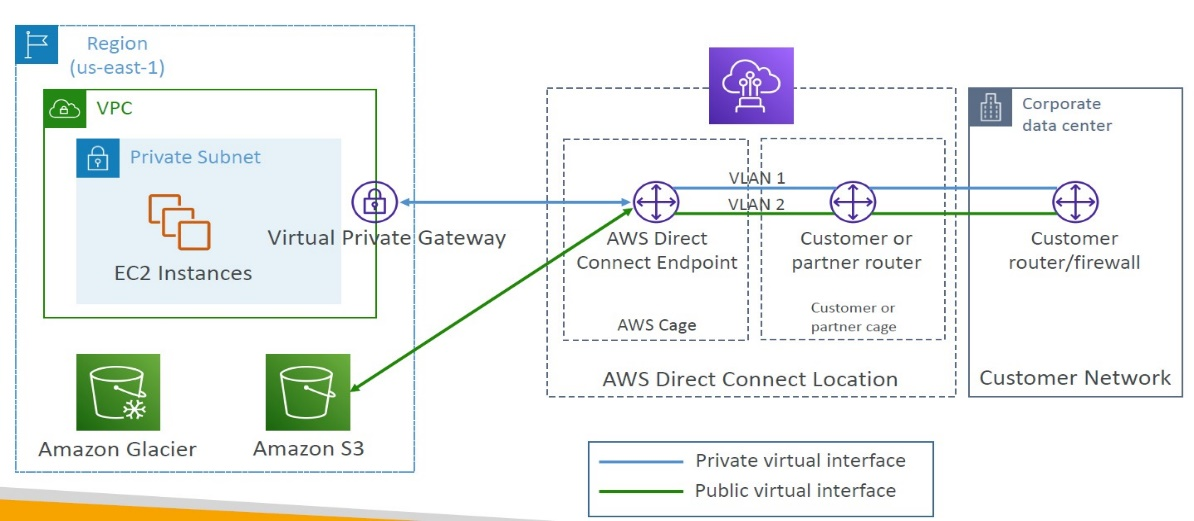 Region
(us-east-1)
VPC
Private Subnet
EC2 Instances
Virtual Private Gateway
Amazon Glacier
Amazon S3
VLAN 1
VLAN 2
AWS Direct
Connect Endpoint
AWS Cage
Customer or
partner router
Customer or
partner cage
AWS Direct Connect Location
Corporate
data center
Customer
router/firewall
Customer Network
Private virtual interface
Public virtual interface